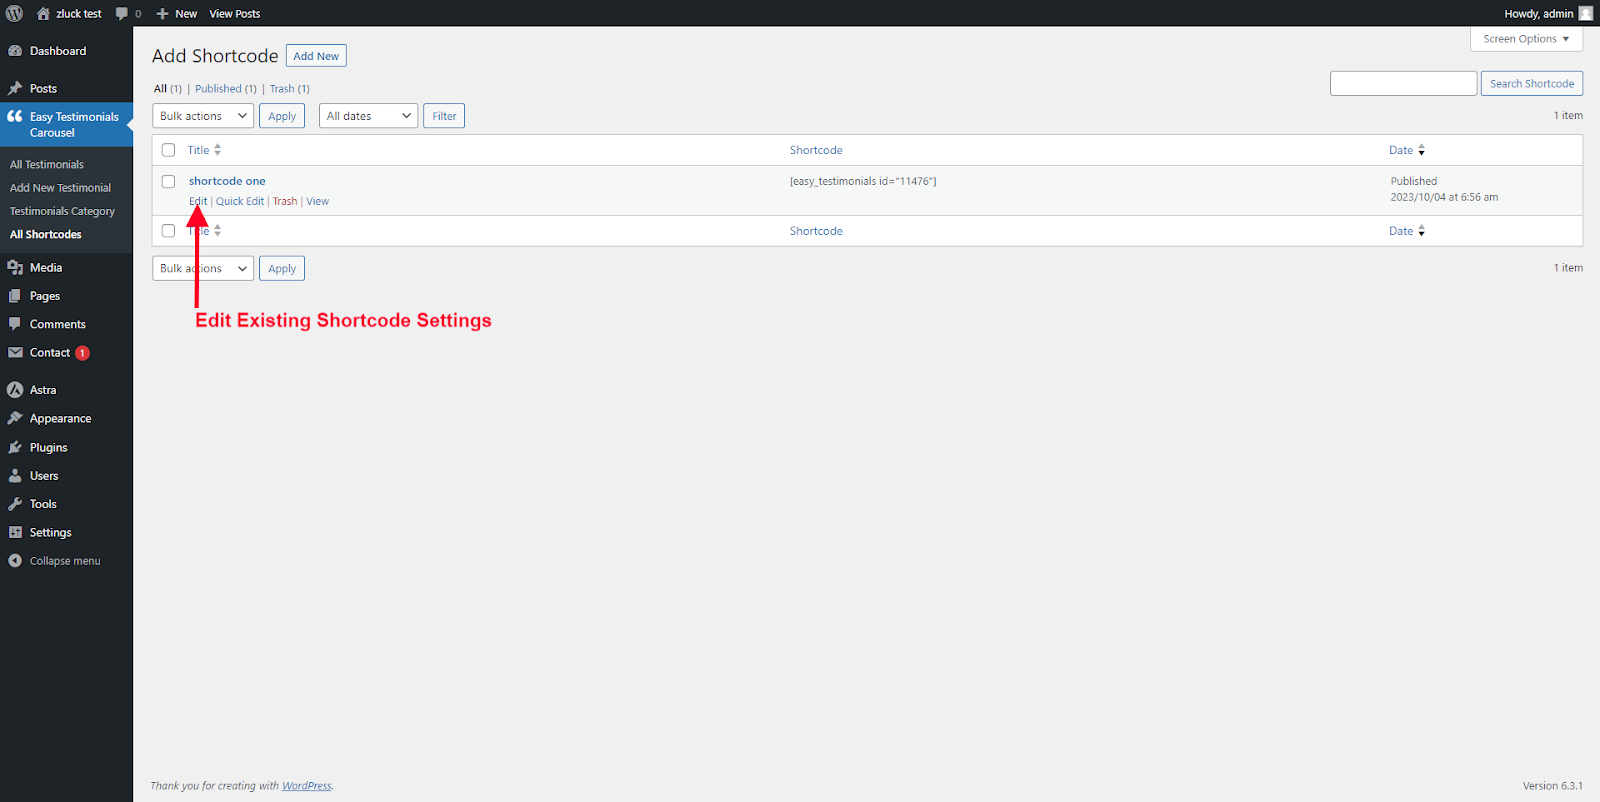 zluck test 0 New View Posts Howdy, admin
Screen Options
Dashboard
Posts
Easy Testimonials
Carousel
All Testimonials
Add New Testimonial
Testimonials Category
All Shortcodes
Media
Pages
Comments
Contact 1
Astra
Appearance
Plugins
Users
Tools
Settings
Collapse menu
Add Shortcode Add New
All (1) | Published (1) | Trash (1)
Search Shortcode
Bulk actions Apply All dates Filter
1 item
Title Shortcode Date
shortcode one [easy_testimonials id="11476"] Published
Edit | Quick Edit | Trash | View 2023/10/04 at 6:56 am
Title Shortcode Date
Bulk actions Apply 1 item
Edit Existing Shortcode Settings
Thank you for creating with WordPress. Version 6.3.1